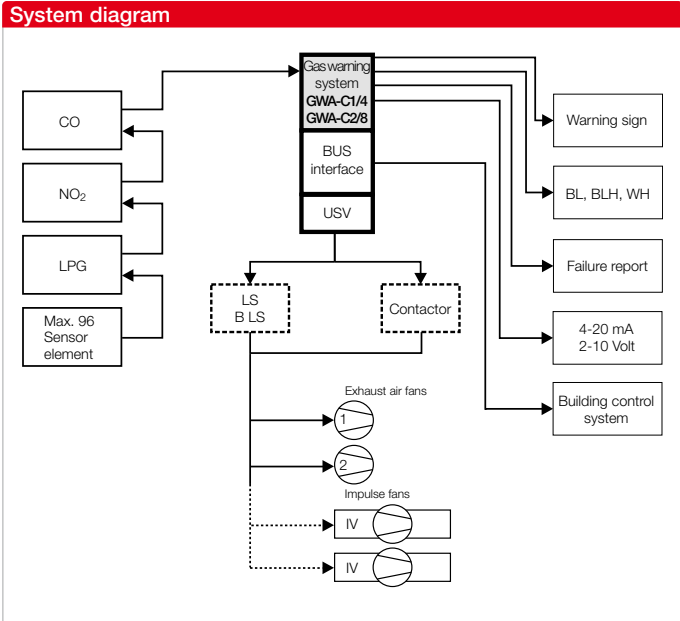 System diagram
Gas warning
system
GWA-C1/4
GWA-C2/8
BUS
interface
USV
CO
NO₂
LPG
Max. 96
Sensor
element
Warning sign
BL, BLH, WH
Failure report
4-20 mA
2-10 Volt
Building control
system
LS
B LS
Contactor
Exhaust air fans
1
2
Impulse fans
IV
IV